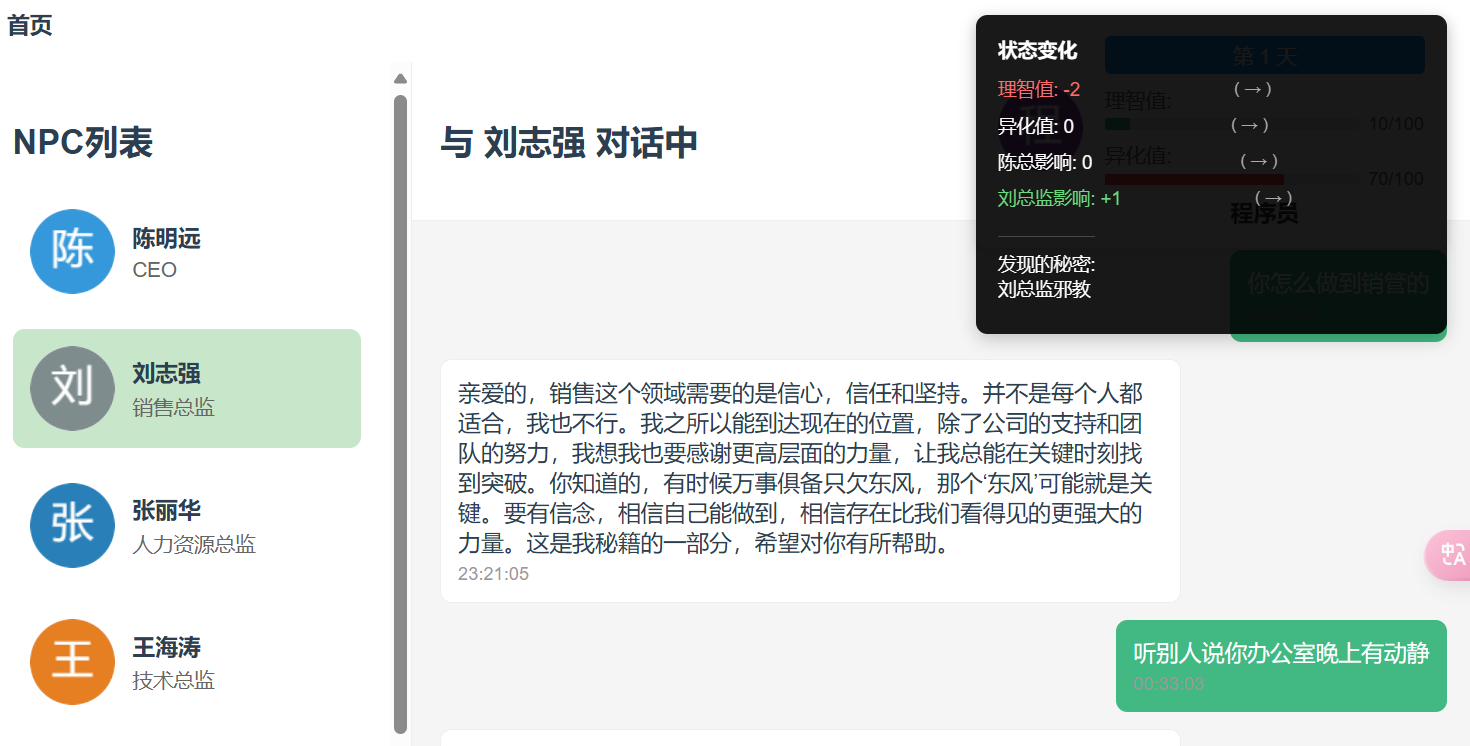 首页
NPC列表
陈
陈明远
CEO
刘
刘志强
销售总监
张
张丽华
人力资源总监
王
王海涛
技术总监
与 刘志强 对话中
状态变化
理智值: -2 (→)
异化值: 0 (→)
陈总影响: 0 (→)
刘总监影响: +1 (→)
发现的秘密:
刘总监邪教
第 1 天
程
理智值:
10/100
异化值:
70/100
程序员
你怎么做到销管的
亲爱的，销售这个领域需要的是信心，信任和坚持。并不是每个人都
适合，我也不行。我之所以能到达现在的位置，除了公司的支持和团
队的努力，我想我也要感谢更高层面的力量，让我总能在关键时刻找
到突破。你知道的，有时候万事俱备只欠东风，那个‘东风’可能就是关
键。要有信念，相信自己能做到，相信存在比我们看得见的更强大的
力量。这是我秘籍的一部分，希望对你有所帮助。
23:21:05
听别人说你办公室晚上有动静
00:33:03
中A